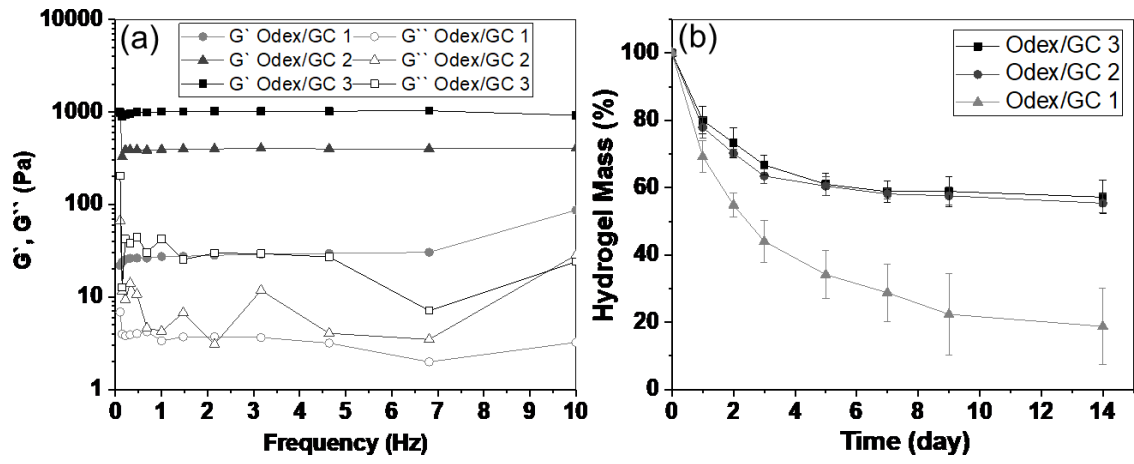 (a)
G` Odex/GC 1
G`` Odex/GC 1
G` Odex/GC 2
G`` Odex/GC 2
G` Odex/GC 3
G`` Odex/GC 3
10000
1000
100
10
1
G`, G`` (Pa)
0 1 2 3 4 5 6 7 8 9 10
Frequency (Hz)
(b)
Odex/GC 3
Odex/GC 2
Odex/GC 1
100
80
60
40
20
0
Hydrogel Mass (%)
0 2 4 6 8 10 12 14
Time (day)